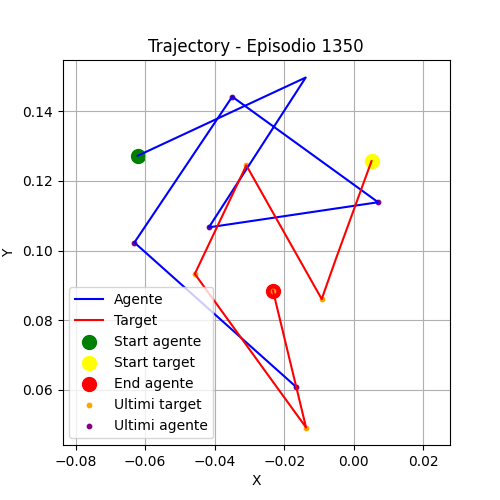 Trajectory - Episodio 1350
Y
0.14
0.12
0.10
0.08
0.06
Agente
Target
Start agente
Start target
End agente
Ultimi target
Ultimi agente
−0.08 −0.06 −0.04 −0.02 0.00 0.02
X